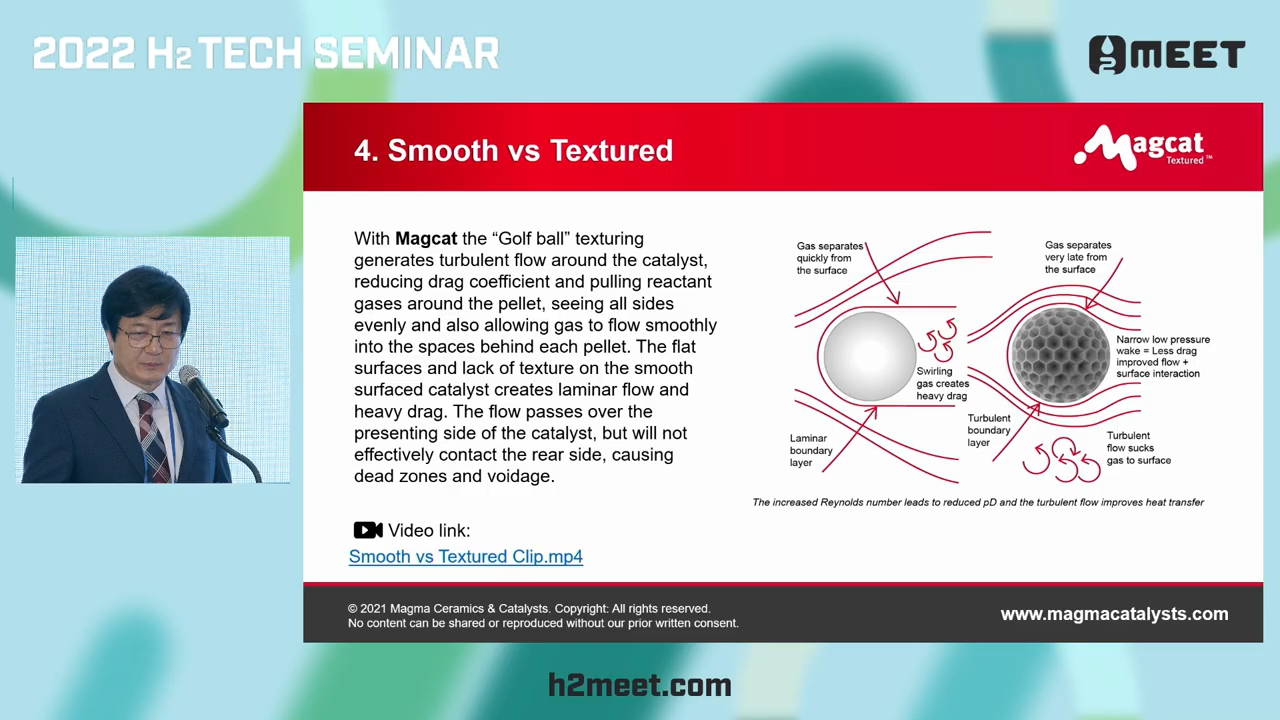 2022 H2 TECH SEMINAR
MEET
4. Smooth vs Textured
Magcat
Textured™
With Magcat the “Golf ball” texturing
generates turbulent flow around the catalyst,
reducing drag coefficient and pulling reactant
gases around the pellet, seeing all sides
evenly and also allowing gas to flow smoothly
into the spaces behind each pellet. The flat
surfaces and lack of texture on the smooth
surfaced catalyst creates laminar flow and
heavy drag. The flow passes over the
presenting side of the catalyst, but will not
effectively contact the rear side, causing
dead zones and voidage.
Video link:
Smooth vs Textured Clip.mp4
Gas separates
quickly from
the surface
Swirling
gas creates
heavy drag
Laminar
boundary
layer
Gas separates
very late from
the surface
Narrow low pressure
wake = Less drag
improved flow +
surface interaction
Turbulent
boundary
layer
Turbulent
flow sucks
gas to surface
The increased Reynolds number leads to reduced pD and the turbulent flow improves heat transfer
© 2021 Magma Ceramics & Catalysts. Copyright: All rights reserved.
No content can be shared or reproduced without our prior written consent.
www.magmacatalysts.com
h2meet.com